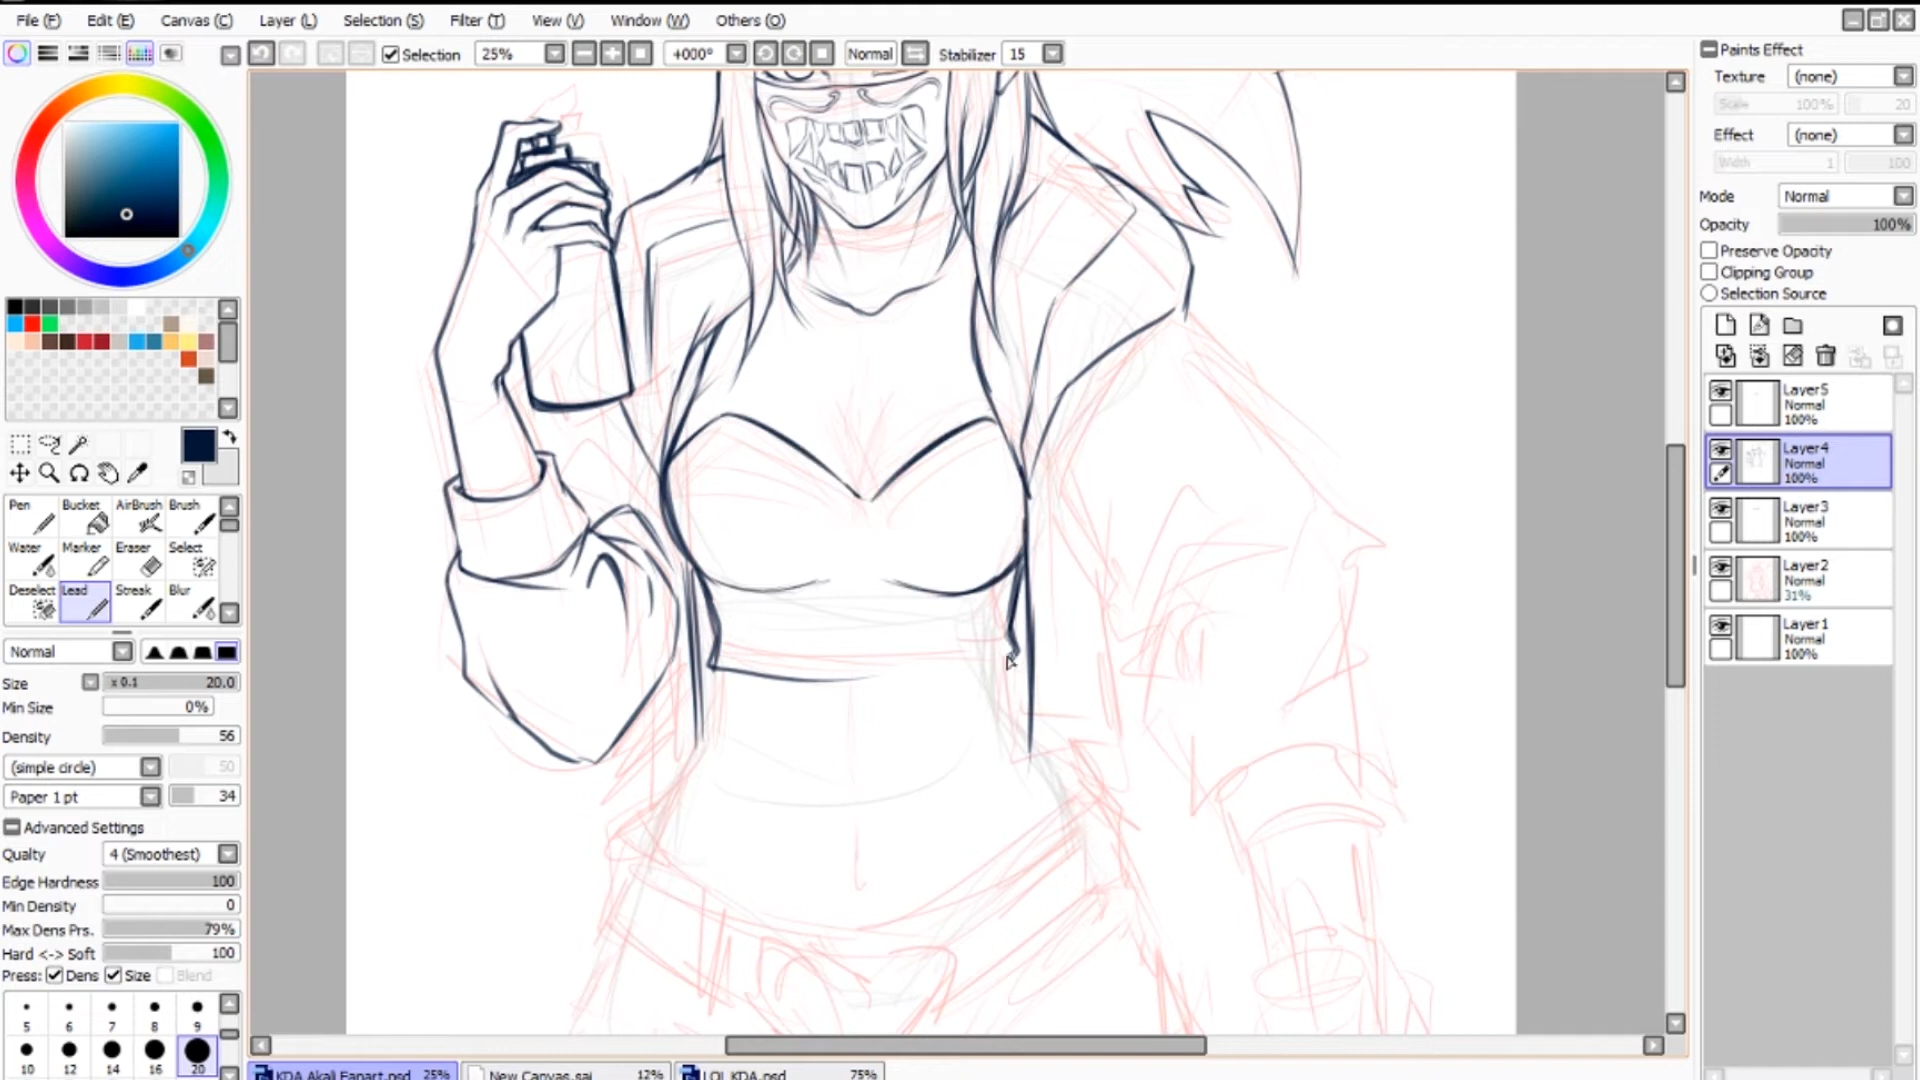 File (F) Edit (E) Canvas (C) Layer (L) Selection (S) Filter (T) View (V) Window (W) Others (O)
Selection 25% +000° Normal Stabilizer 15
Paints Effect
Texture (none)
Scale 100% 20
Effect (none)
Width 1 100
Mode Normal
Opacity 100%
Preserve Opacity
Clipping Group
Selection Source
Layer5
Normal
100%
Layer4
Normal
100%
Layer3
Normal
100%
Layer2
Normal
31%
Layer1
Normal
100%
Pen Bucket AirBrush Brush
Water Marker Eraser Select
Deselect Lead Streak Blur
Normal
Size x 0.1 20.0
Min Size 0%
Density 56
(simple circle) 50
Paper 1 pt 34
Advanced Settings
Qualty 4 (Smoothest)
Edge Hardness 100
Min Density 0
Max Dens Prs. 79%
Hard <-> Soft 100
Press: Dens Size Blend
5 6 7 8 9
10 12 14 16 20
KDA Akali Fanart.psd 25% New Canvas.sai 12% LOL KDA.psd 75%